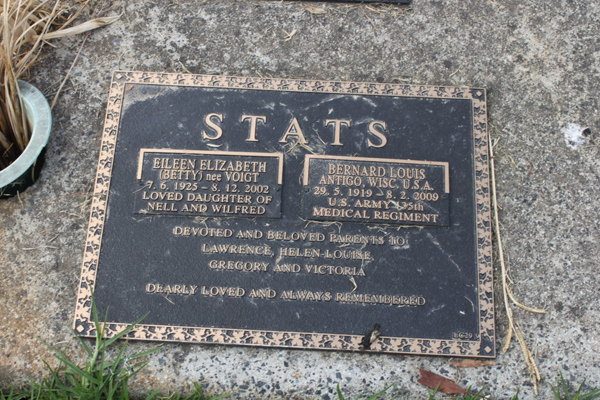 STATS
EILEEN ELIZABETH
(BETTY) nee VOIGT
7. 6. 1925 - 8. 12. 2002
LOVED DAUGHTER OF
NELL AND WILFRED
BERNARD LOUIS
ANTIGO, WISC. U.S.A.
29. 5. 1919 - 8. 2. 2009
U.S. ARMY 135th
MEDICAL REGIMENT
DEVOTED AND BELOVED PARENTS TO:
LAWRENCE, HELEN-LOUISE,
GREGORY AND VICTORIA
DEARLY LOVED AND ALWAYS REMEMBERED